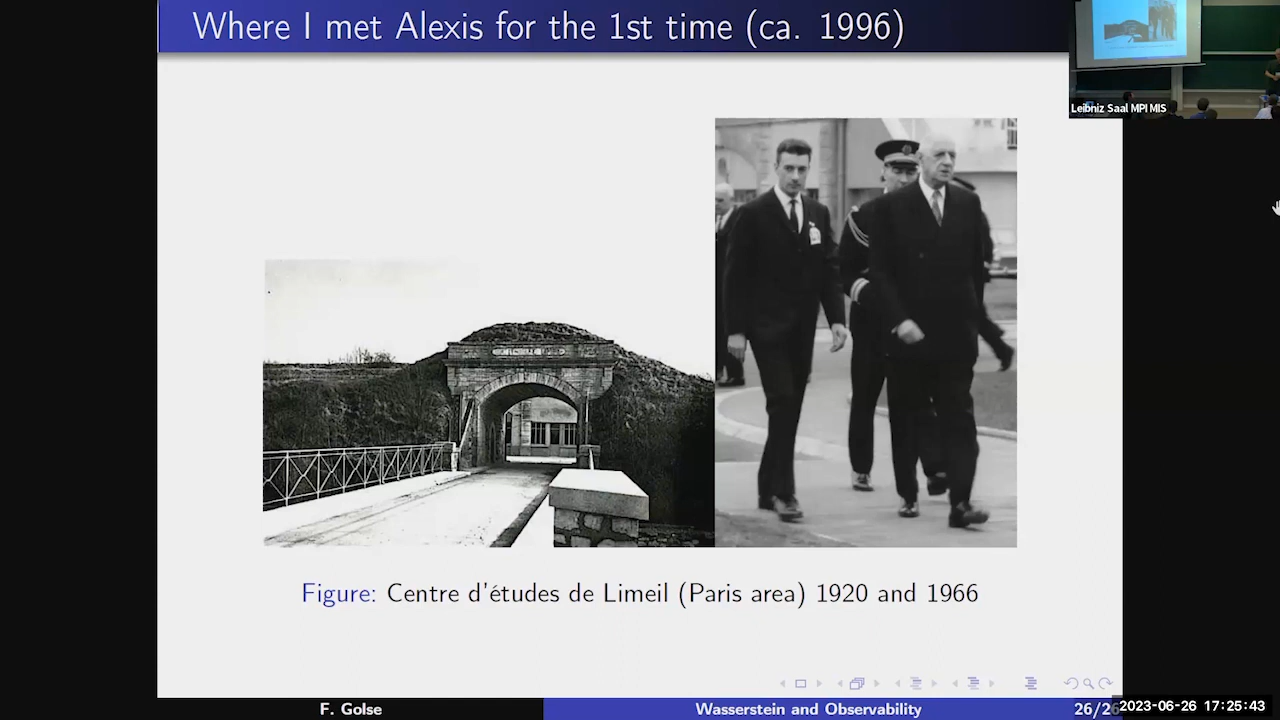 Where I met Alexis for the 1st time (ca. 1996)
Leibniz Saal MPI MIS
Figure: Centre d'études de Limeil (Paris area) 1920 and 1966
F. Golse
Wasserstein and Observability
26/26
2023-06-26 17:25:43